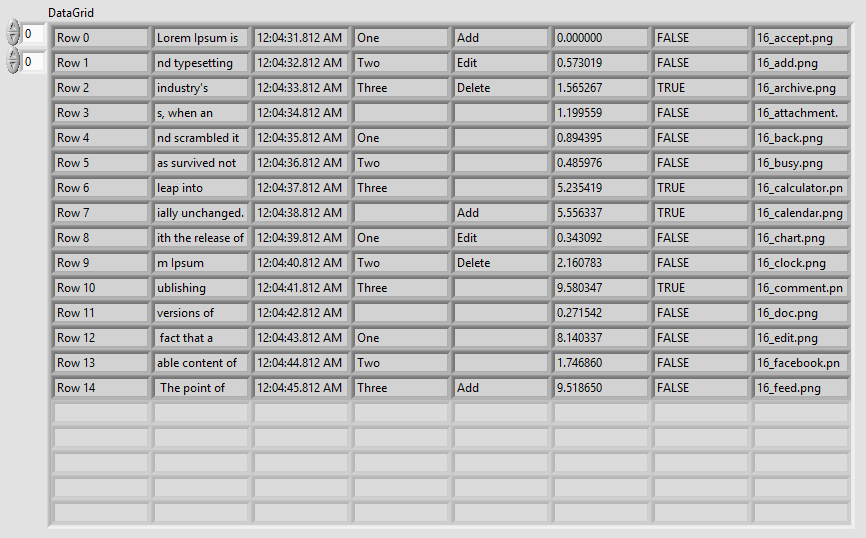 DataGrid
0
0
Row 0 Lorem Ipsum is 12:04:31.812 AM One Add 0.000000 FALSE 16_accept.png
Row 1 nd typesetting 12:04:32.812 AM Two Edit 0.573019 FALSE 16_add.png
Row 2 industry's 12:04:33.812 AM Three Delete 1.565267 TRUE 16_archive.png
Row 3 s, when an 12:04:34.812 AM 1.199559 FALSE 16_attachment.
Row 4 nd scrambled it 12:04:35.812 AM One 0.894395 FALSE 16_back.png
Row 5 as survived not 12:04:36.812 AM Two 0.485976 FALSE 16_busy.png
Row 6 leap into 12:04:37.812 AM Three 5.235419 TRUE 16_calculator.pn
Row 7 ially unchanged. 12:04:38.812 AM Add 5.556337 TRUE 16_calendar.png
Row 8 ith the release of 12:04:39.812 AM One Edit 0.343092 FALSE 16_chart.png
Row 9 m Ipsum 12:04:40.812 AM Two Delete 2.160783 FALSE 16_clock.png
Row 10 ublishing 12:04:41.812 AM Three 9.580347 TRUE 16_comment.pn
Row 11 versions of 12:04:42.812 AM 0.271542 FALSE 16_doc.png
Row 12 fact that a 12:04:43.812 AM One 8.140337 FALSE 16_edit.png
Row 13 able content of 12:04:44.812 AM Two 1.746860 FALSE 16_facebook.pn
Row 14 The point of 12:04:45.812 AM Three Add 9.518650 FALSE 16_feed.png